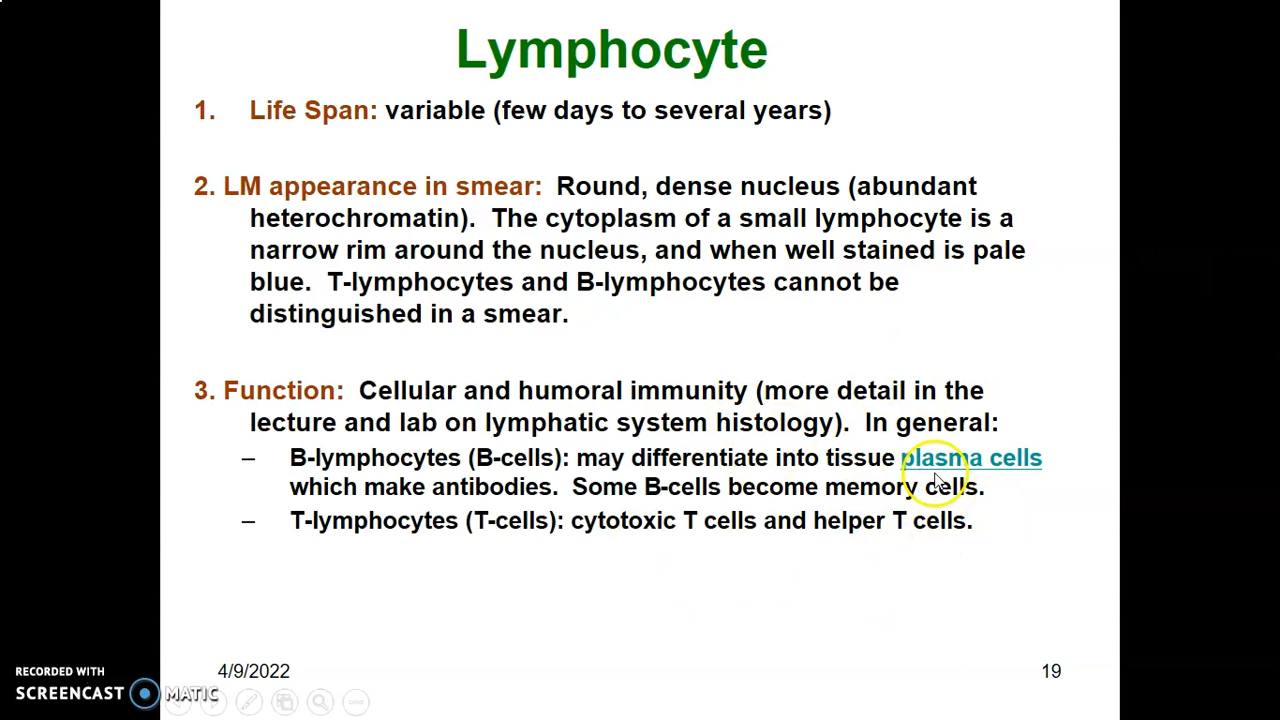 Lymphocyte
1. Life Span: variable (few days to several years)
2. LM appearance in smear: Round, dense nucleus (abundant
heterochromatin). The cytoplasm of a small lymphocyte is a
narrow rim around the nucleus, and when well stained is pale
blue. T-lymphocytes and B-lymphocytes cannot be
distinguished in a smear.
3. Function: Cellular and humoral immunity (more detail in the
lecture and lab on lymphatic system histology). In general:
– B-lymphocytes (B-cells): may differentiate into tissue plasma cells
which make antibodies. Some B-cells become memory cells.
– T-lymphocytes (T-cells): cytotoxic T cells and helper T cells.
4/9/2022
19
RECORDED WITH
SCREENCAST MATIC